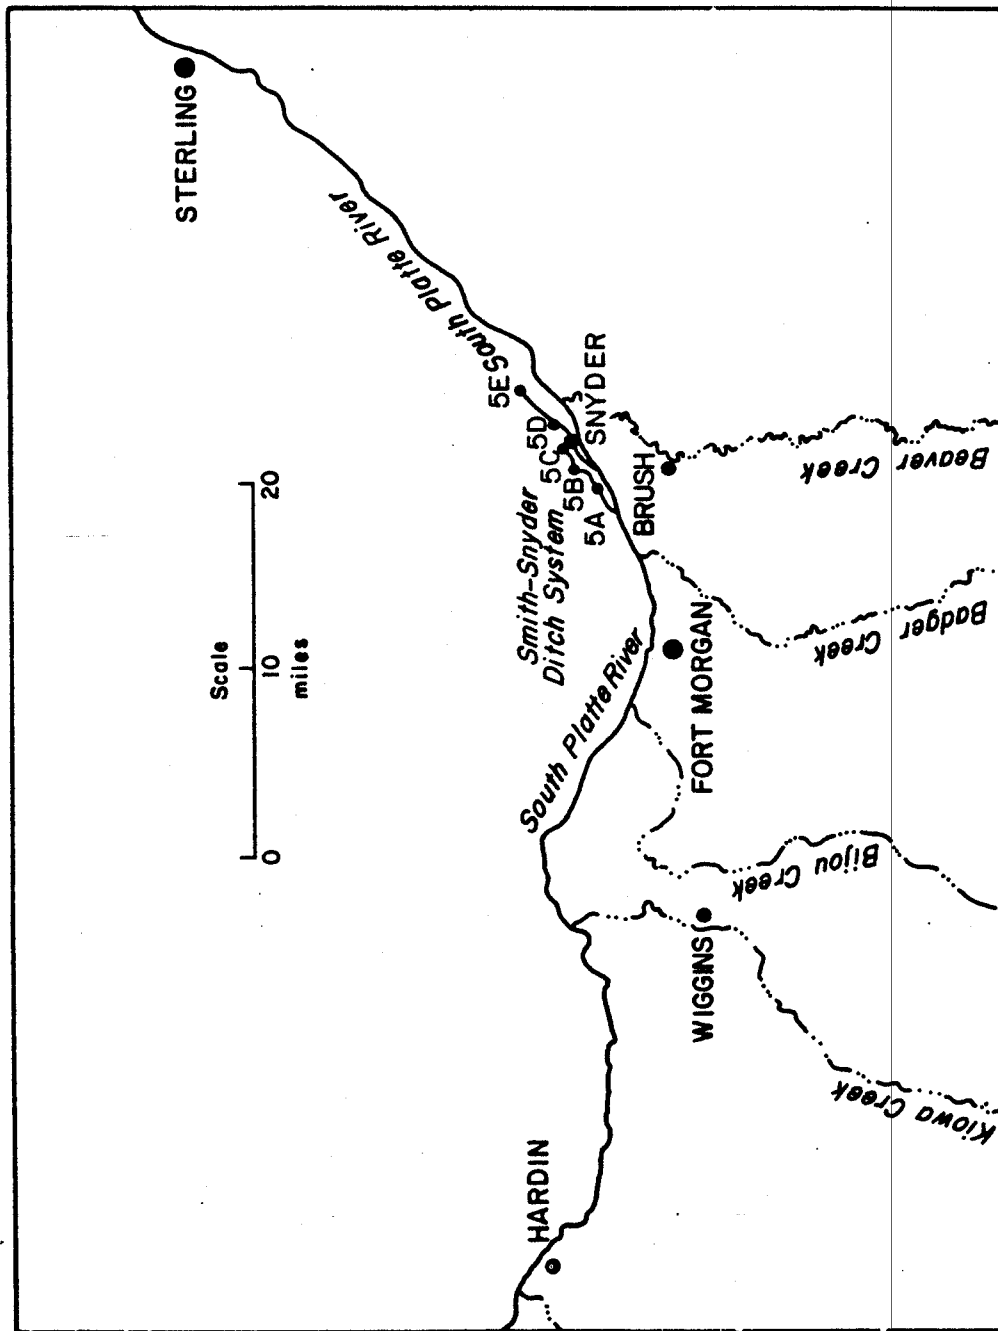 STERLING
South Platte River
Scale
0 10 20
miles
5E
5D
5C
5B
5A
SNYDER
Smith-Snyder
Ditch System
BRUSH
Beaver Creek
Badger Creek
South Platte River
FORT MORGAN
Bijou Creek
WIGGINS
Kiowa Creek
HARDIN